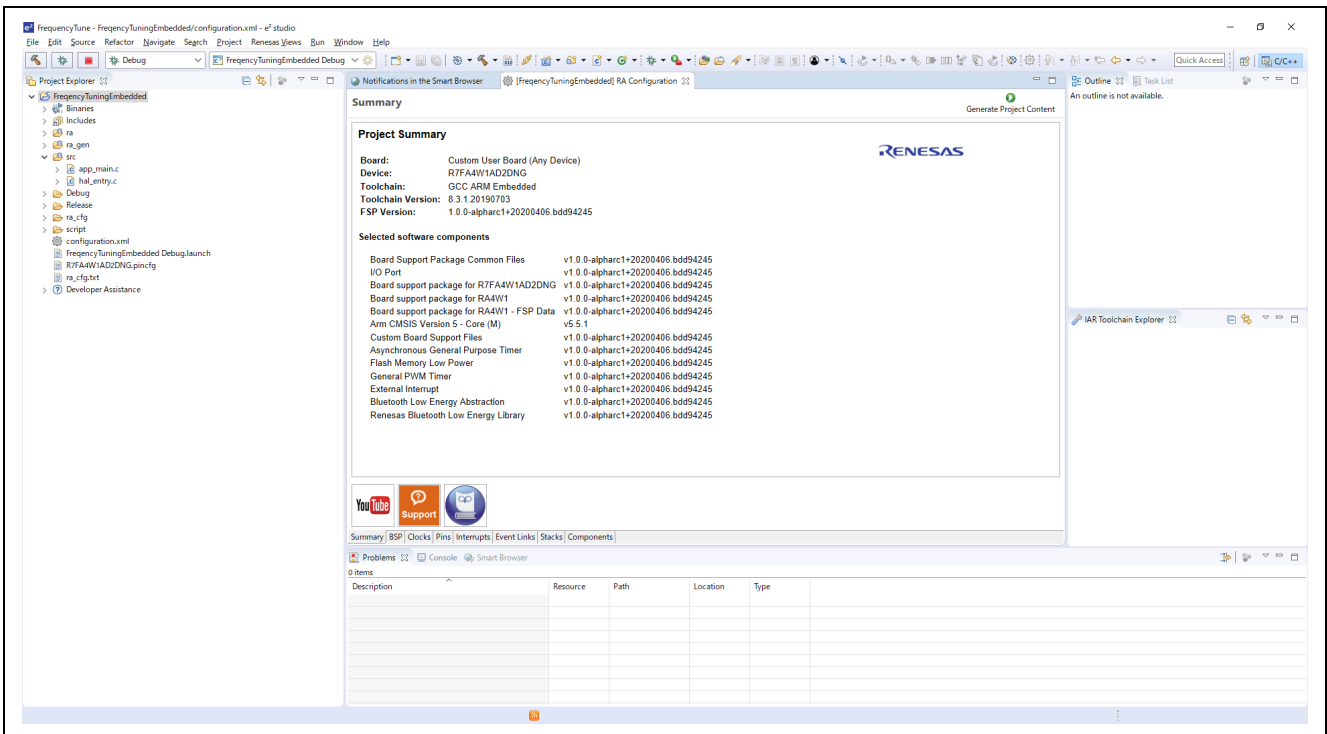 FrequencyTune - FreqencyTuningEmbedded/configuration.xml - e² studio
File Edit Source Refactor Navigate Search Project Renesas Views Run Window Help
Debug FreqencyTuningEmbedded Debug Quick Access C/C++
Project Explorer
FreqencyTuningEmbedded
Binaries
Includes
ra
ra_gen
src
app_main.c
hal_entry.c
Debug
Release
ra_cfg
script
configuration.xml
FreqencyTuningEmbedded Debug.launch
R7FA4W1AD2DNG.pincfg
ra_cfg.txt
Developer Assistance
Notifications in the Smart Browser [FreqencyTuningEmbedded] RA Configuration
Summary
Generate Project Content
Project Summary
RENESAS
Board: Custom User Board (Any Device)
Device: R7FA4W1AD2DNG
Toolchain: GCC ARM Embedded
Toolchain Version: 8.3.1.20190703
FSP Version: 1.0.0-alpharc1+20200406.bdd94245
Selected software components
Board Support Package Common Files v1.0.0-alpharc1+20200406.bdd94245
I/O Port v1.0.0-alpharc1+20200406.bdd94245
Board support package for R7FA4W1AD2DNG v1.0.0-alpharc1+20200406.bdd94245
Board support package for RA4W1 v1.0.0-alpharc1+20200406.bdd94245
Board support package for RA4W1 - FSP Data v1.0.0-alpharc1+20200406.bdd94245
Arm CMSIS Version 5 - Core (M) v5.5.1
Custom Board Support Files v1.0.0-alpharc1+20200406.bdd94245
Asynchronous General Purpose Timer v1.0.0-alpharc1+20200406.bdd94245
Flash Memory Low Power v1.0.0-alpharc1+20200406.bdd94245
General PWM Timer v1.0.0-alpharc1+20200406.bdd94245
External Interrupt v1.0.0-alpharc1+20200406.bdd94245
Bluetooth Low Energy Abstraction v1.0.0-alpharc1+20200406.bdd94245
Renesas Bluetooth Low Energy Library v1.0.0-alpharc1+20200406.bdd94245
YouTube
Support
Summary BSP Clocks Pins Interrupts Event Links Stacks Components
Outline Task List
An outline is not available.
IAR Toolchain Explorer
Problems Console Smart Browser
0 items
Description Resource Path Location Type